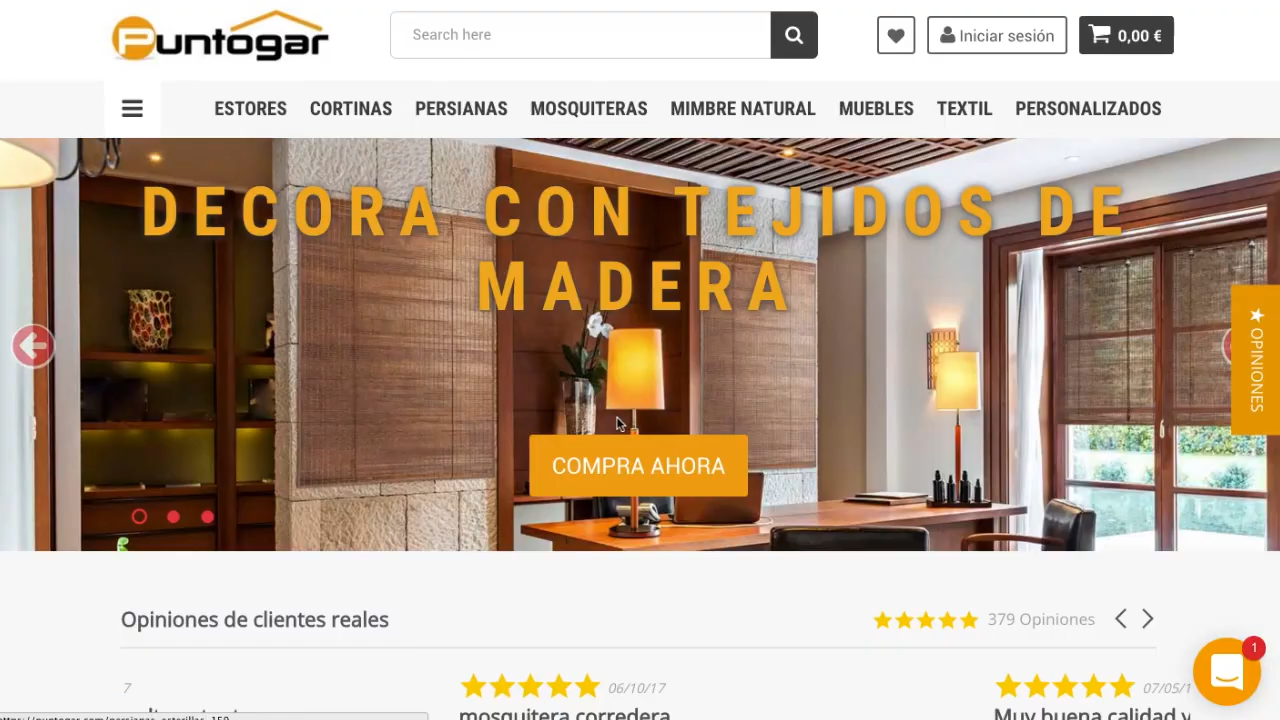 Puntogar
Search here
Iniciar sesión
0,00 €
ESTORES CORTINAS PERSIANAS MOSQUITERAS MIMBRE NATURAL MUEBLES TEXTIL PERSONALIZADOS
DECORA CON TEJIDOS DE
MADERA
★ OPINIONES
COMPRA AHORA
Opiniones de clientes reales
379 Opiniones
1
7
06/10/17
07/05/1
mosquitera corredera
Muy buena calidad y